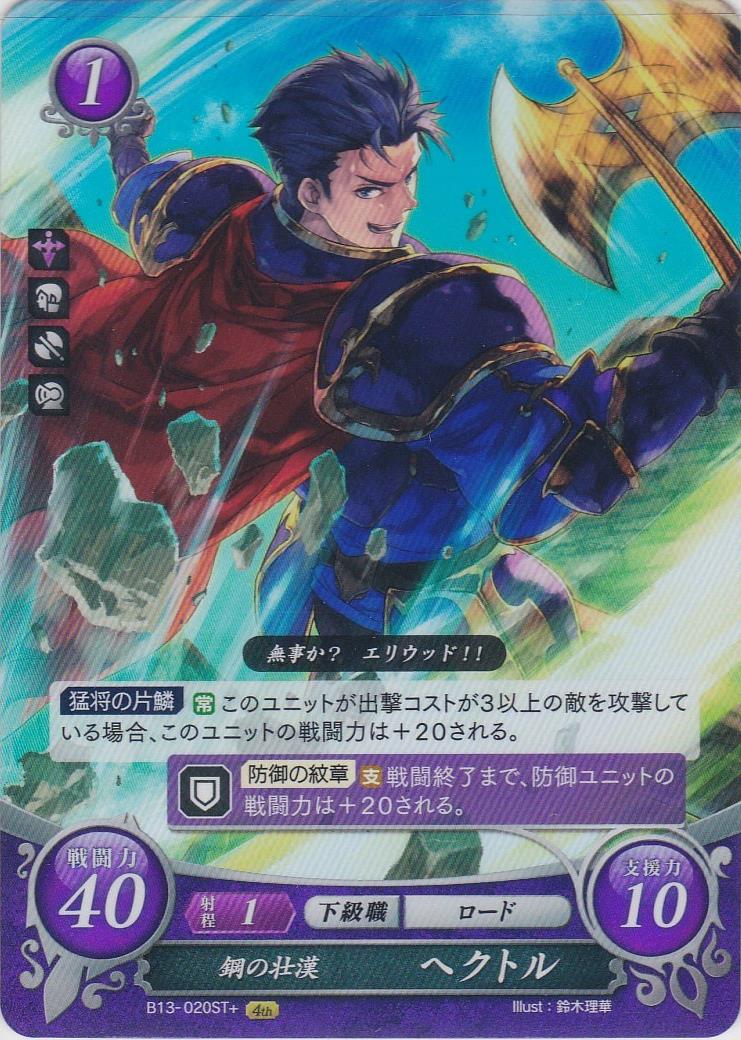 1
無事か? エリウッド!!
猛将の片鱗 常 このユニットが出撃コストが3以上の敵を攻撃して
いる場合、このユニットの戦闘力は+20される。
防御の紋章 支 戦闘終了まで、防御ユニットの
戦闘力は+20される。
戦闘力
40
射程 1 下級職 ロード
支援力
10
鋼の壮漢 ヘクトル
B13-020ST+ 4th
Illust:鈴木理華